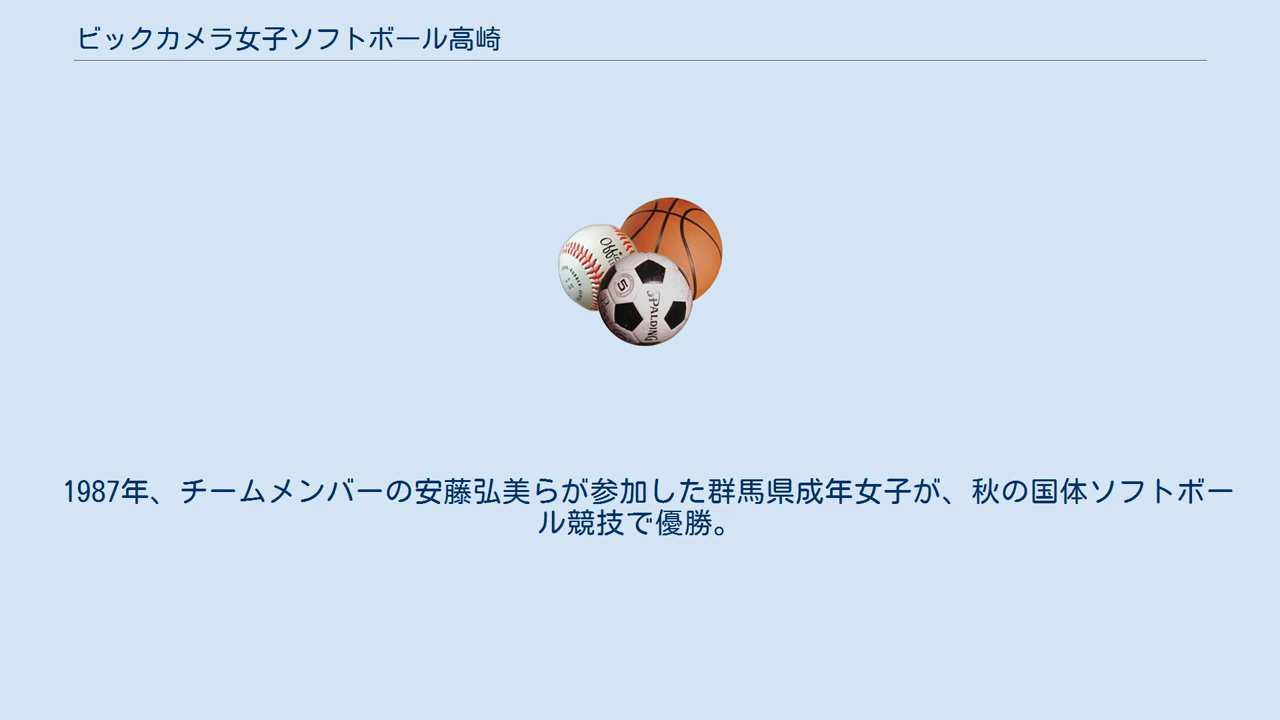 ビックカメラ女子ソフトボール高崎
Offic
5
SPALDING
1987年、チームメンバーの安藤弘美らが参加した群馬県成年女子が、秋の国体ソフトボー
ル競技で優勝。